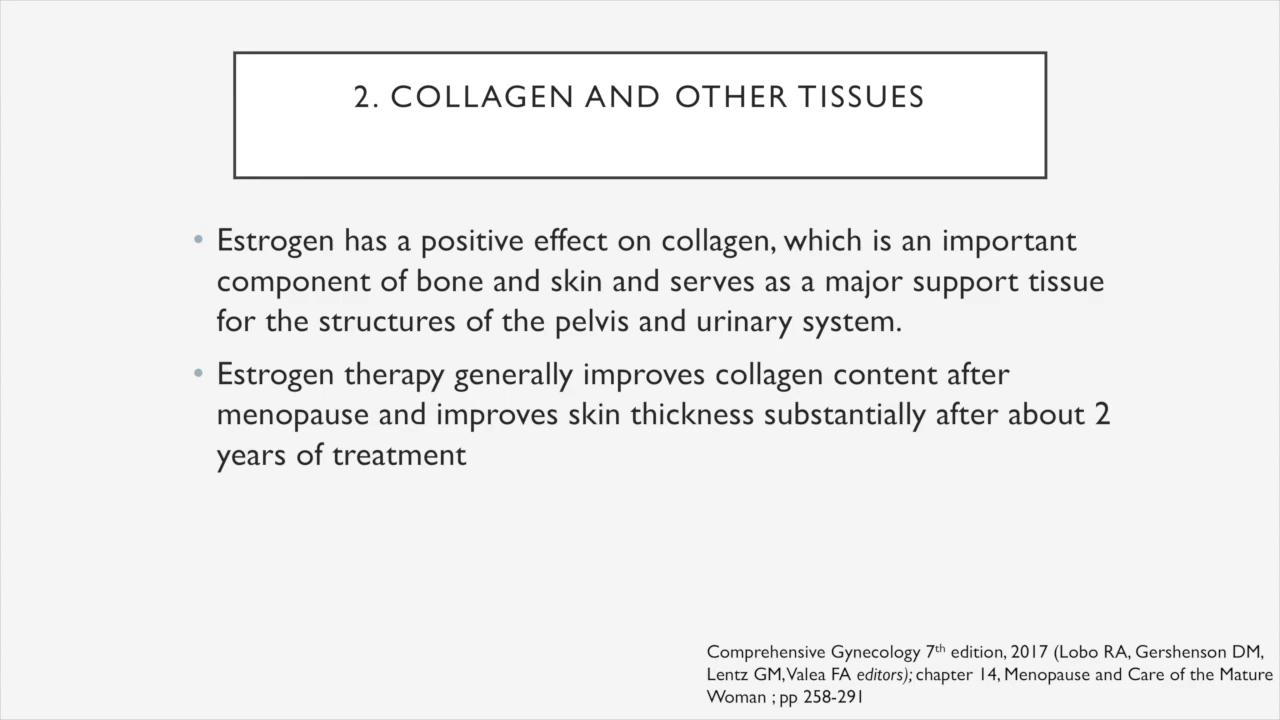 2. COLLAGEN AND OTHER TISSUES
• Estrogen has a positive effect on collagen, which is an important
component of bone and skin and serves as a major support tissue
for the structures of the pelvis and urinary system.
• Estrogen therapy generally improves collagen content after
menopause and improves skin thickness substantially after about 2
years of treatment
Comprehensive Gynecology 7th edition, 2017 (Lobo RA, Gershenson DM,
Lentz GM, Valea FA editors); chapter 14, Menopause and Care of the Mature
Woman ; pp 258-291